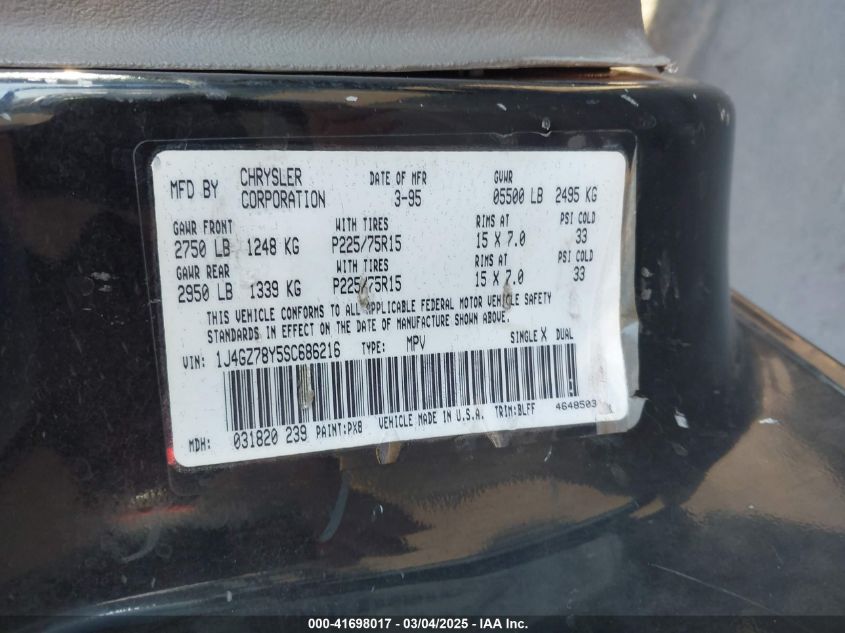 MFD BY CHRYSLER CORPORATION DATE OF MFR 3-95 GVWR 05500 LB 2495 KG
GAWR FRONT WITH TIRES RIMS AT PSI COLD
2750 LB 1248 KG P225/75R15 15 X 7.0 33
GAWR REAR WITH TIRES RIMS AT PSI COLD
2950 LB 1339 KG P225/75R15 15 X 7.0 33
THIS VEHICLE CONFORMS TO ALL APPLICABLE FEDERAL MOTOR VEHICLE SAFETY
STANDARDS IN EFFECT ON THE DATE OF MANUFACTURE SHOWN ABOVE.
VIN: 1J4GZ78Y5SC686216 TYPE: MPV SINGLE X DUAL
MDH: 031820 239 PAINT:PX8 VEHICLE MADE IN U.S.A. TRIM:BLFF 4648503
000-41698017 - 03/04/2025 - IAA Inc.